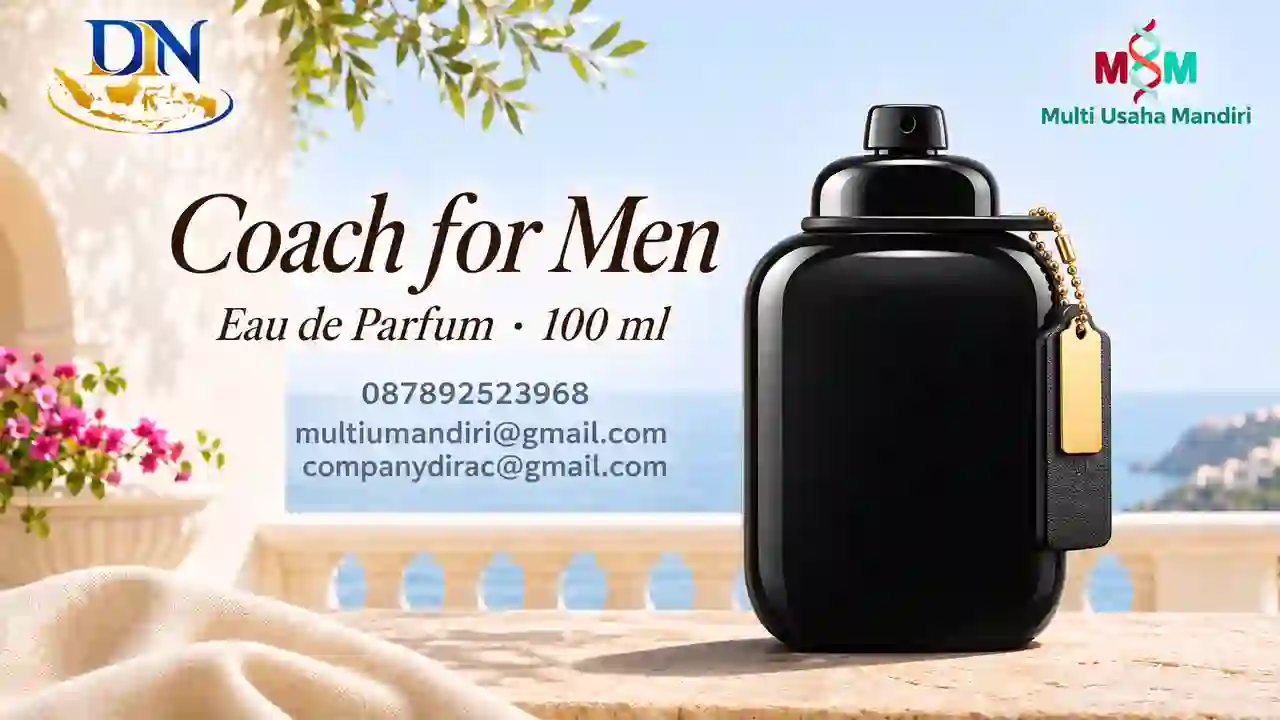 DIN
MSM
Multi Usaha Mandiri
Coach for Men
Eau de Parfum • 100 ml
087892523968
multiumandiri@gmail.com
companydirac@gmail.com